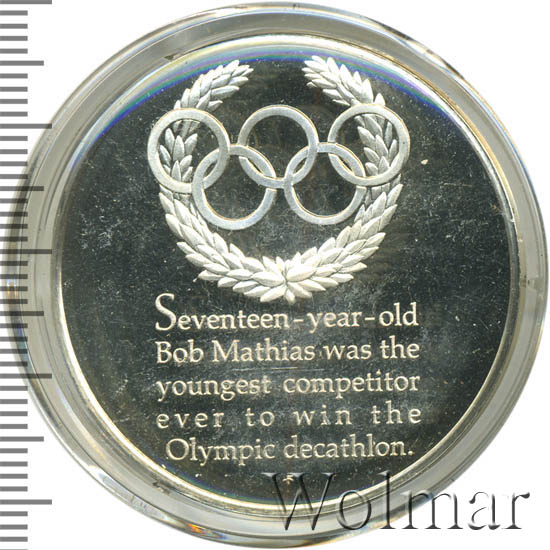 Seventeen-year-old
Bob Mathias was the
youngest competitor
ever to win the
Olympic decathlon.
Wolmar